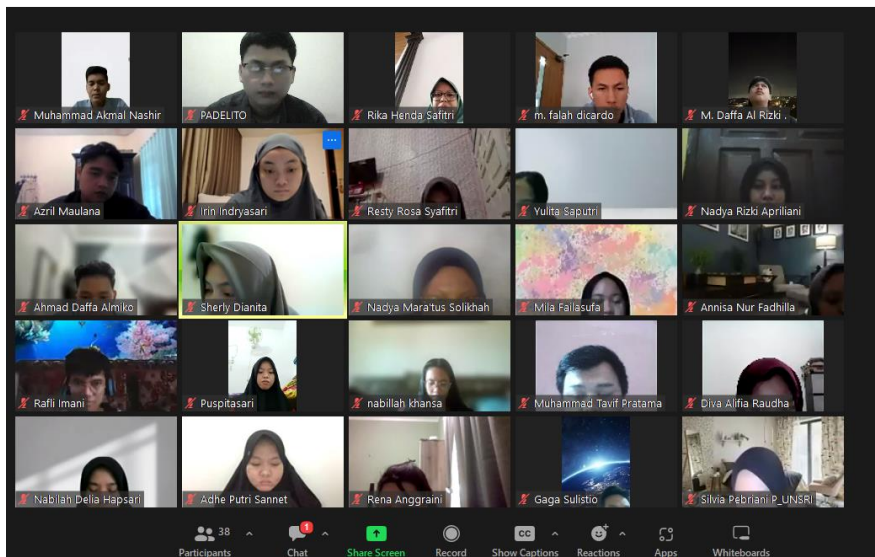 Muhammad Akmal Nashir
PADELITO
Rika Henda Safitri
m. falah dicardo
M. Daffa Al Rizki .
Azril Maulana
Irin Indryasari
Resty Rosa Syafitri
Yulita Saputri
Nadya Rizki Apriliani
Ahmad Daffa Almiko
Sherly Dianita
Nadya Mara'tus Solikhah
Mila Failasufa
Annisa Nur Fadhilla
Rafli Imani
Puspitasari
nabillah khansa
Muhammad Tavif Pratama
Diva Alifia Raudha
Nabilah Delia Hapsari
Adhe Putri Sannet
Rena Anggraini
Gaga Sulistio
Silvia Pebriani P_UNSRI
38
1
CC
Participants
Chat
Share Screen
Record
Show Captions
Reactions
Apps
Whiteboards